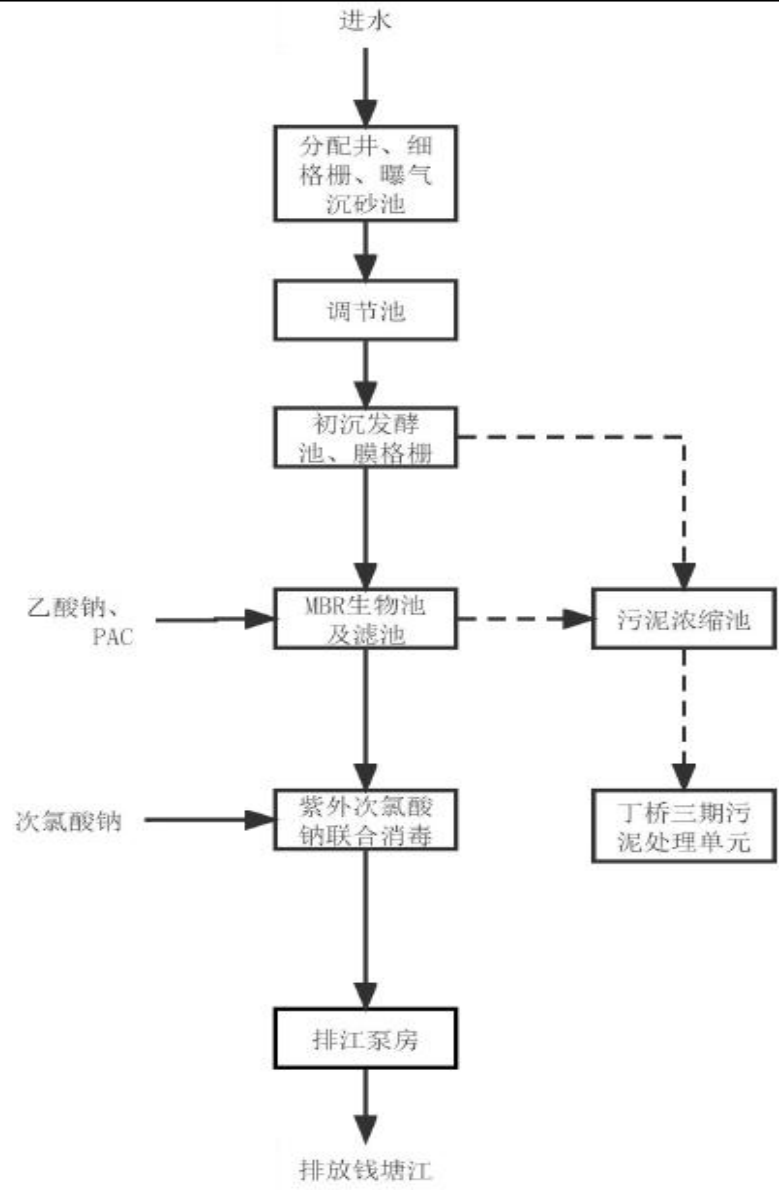 进水
分配井、细
格栅、曝气
沉砂池
调节池
初沉发酵
池、膜格栅
乙酸钠、
PAC
MBR生物池
及滤池
污泥浓缩池
次氯酸钠
紫外次氯酸
钠联合消毒
丁桥三期污
泥处理单元
排江泵房
排放钱塘江